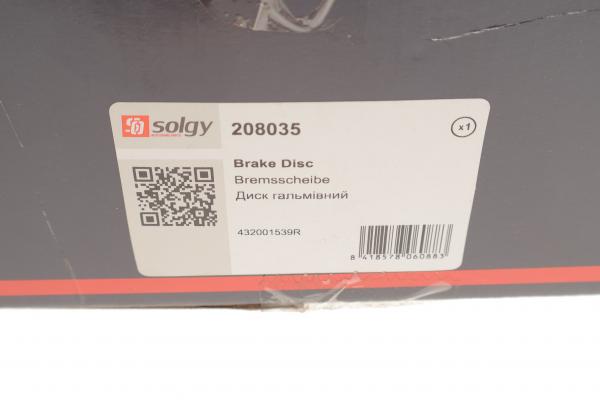 solgy
208035
x1
Brake Disc
Bremsscheibe
Диск гальмівний
432001539R
8 418578 060883